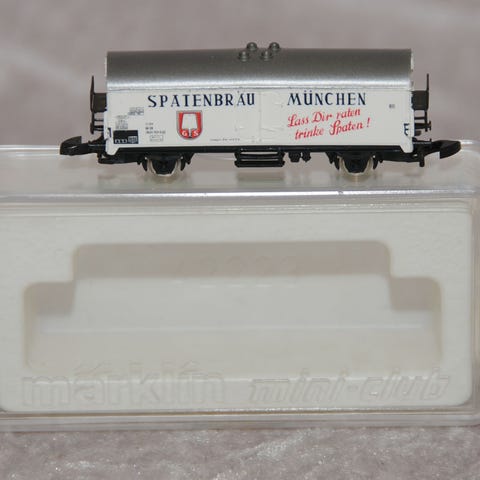 SPATENBRÄU MÜNCHEN
Lass Dir raten
trinke Spaten!
märklin mini-club